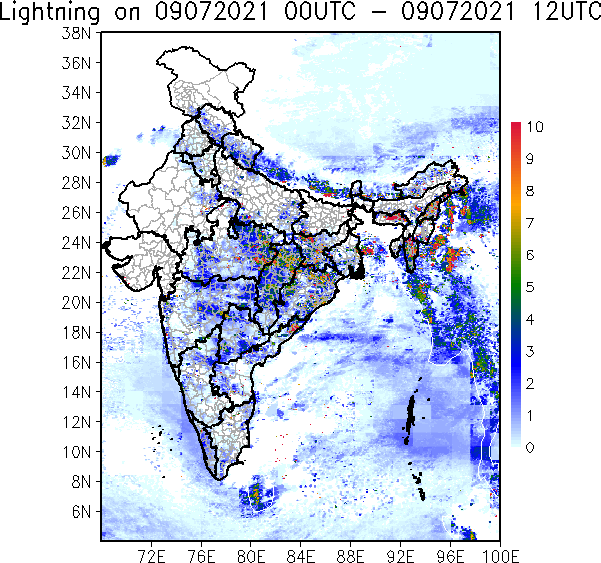 Lightning on 09072021 00UTC – 09072021 12UTC
38N
36N
34N
32N
30N
28N
26N
24N
22N
20N
18N
16N
14N
12N
10N
8N
6N
72E 76E 80E 84E 88E 92E 96E 100E
10
9
8
7
6
5
4
3
2
1
0